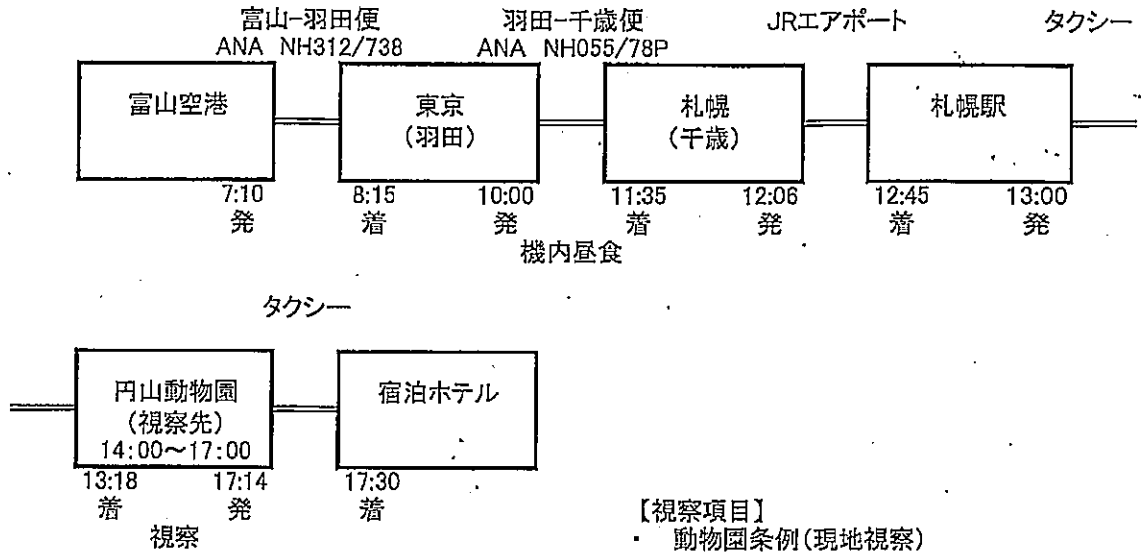 富山-羽田便 羽田-千歳便 JRエアポート タクシー
ANA NH312/738 ANA NH055/78P
富山空港 東京 札幌 札幌駅
(羽田) (千歳)
7:10 8:15 10:00 11:35 12:06 12:45 13:00
発 着 発 着 発 着 発
機内昼食
タクシー
円山動物園 宿泊ホテル
(視察先)
14:00～17:00
13:18 17:14 17:30
着 発 着
視察
【視察項目】
・ 動物園条例(現地視察)